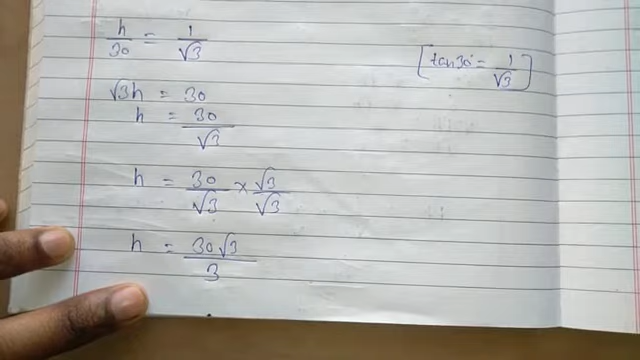 h/30 = 1/√3
[tan30° = 1/√3]
√3h = 30
h = 30/√3
h = 30/√3 × √3/√3
h = 30√3/3